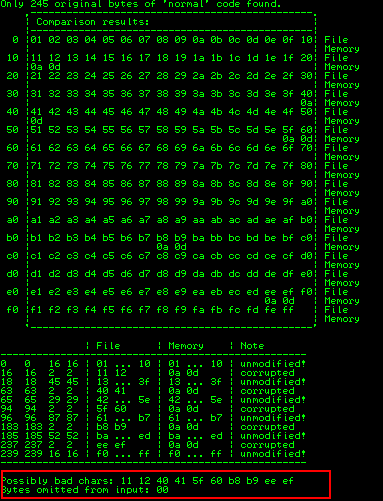 Only 245 original bytes of 'normal' code found.
Comparison results:
0 |01 02 03 04 05 06 07 08 09 0a 0b 0c 0d 0e 0f 10| File
| | Memory
10 |11 12 13 14 15 16 17 18 19 1a 1b 1c 1d 1e 1f 20| File
|0a 0d | Memory
20 |21 22 23 24 25 26 27 28 29 2a 2b 2c 2d 2e 2f 30| File
| | Memory
30 |31 32 33 34 35 36 37 38 39 3a 3b 3c 3d 3e 3f 40| File
| 0a| Memory
40 |41 42 43 44 45 46 47 48 49 4a 4b 4c 4d 4e 4f 50| File
|0d | Memory
50 |51 52 53 54 55 56 57 58 59 5a 5b 5c 5d 5e 5f 60| File
| 0a 0d| Memory
60 |61 62 63 64 65 66 67 68 69 6a 6b 6c 6d 6e 6f 70| File
| | Memory
70 |71 72 73 74 75 76 77 78 79 7a 7b 7c 7d 7e 7f 80| File
| | Memory
80 |81 82 83 84 85 86 87 88 89 8a 8b 8c 8d 8e 8f 90| File
| | Memory
90 |91 92 93 94 95 96 97 98 99 9a 9b 9c 9d 9e 9f a0| File
| | Memory
a0 |a1 a2 a3 a4 a5 a6 a7 a8 a9 aa ab ac ad ae af b0| File
| | Memory
b0 |b1 b2 b3 b4 b5 b6 b7 b8 b9 ba bb bc bd be bf c0| File
| 0a 0d | Memory
c0 |c1 c2 c3 c4 c5 c6 c7 c8 c9 ca cb cc cd ce cf d0| File
| | Memory
d0 |d1 d2 d3 d4 d5 d6 d7 d8 d9 da db dc dd de df e0| File
| | Memory
e0 |e1 e2 e3 e4 e5 e6 e7 e8 e9 ea eb ec ed ee ef f0| File
| 0a 0d | Memory
f0 |f1 f2 f3 f4 f5 f6 f7 f8 f9 fa fb fc fd fe ff | File
| | Memory
| File | Memory | Note
0 0 16 16 | 01 ... 10 | 01 ... 10 | unmodified!
16 16 2 2 | 11 12 | 0a 0d | corrupted
18 18 45 45 | 13 ... 3f | 13 ... 3f | unmodified!
63 63 2 2 | 40 41 | 0a 0d | corrupted
65 65 29 29 | 42 ... 5e | 42 ... 5e | unmodified!
94 94 2 2 | 5f 60 | 0a 0d | corrupted
96 96 87 87 | 61 ... b7 | 61 ... b7 | unmodified!
183 183 2 2 | b8 b9 | 0a 0d | corrupted
185 185 52 52 | ba ... ed | ba ... ed | unmodified!
237 237 2 2 | ee ef | 0a 0d | corrupted
239 239 16 16 | f0 ... ff | f0 ... ff | unmodified!
Possibly bad chars: 11 12 40 41 5f 60 b8 b9 ee ef
Bytes omitted from input: 00